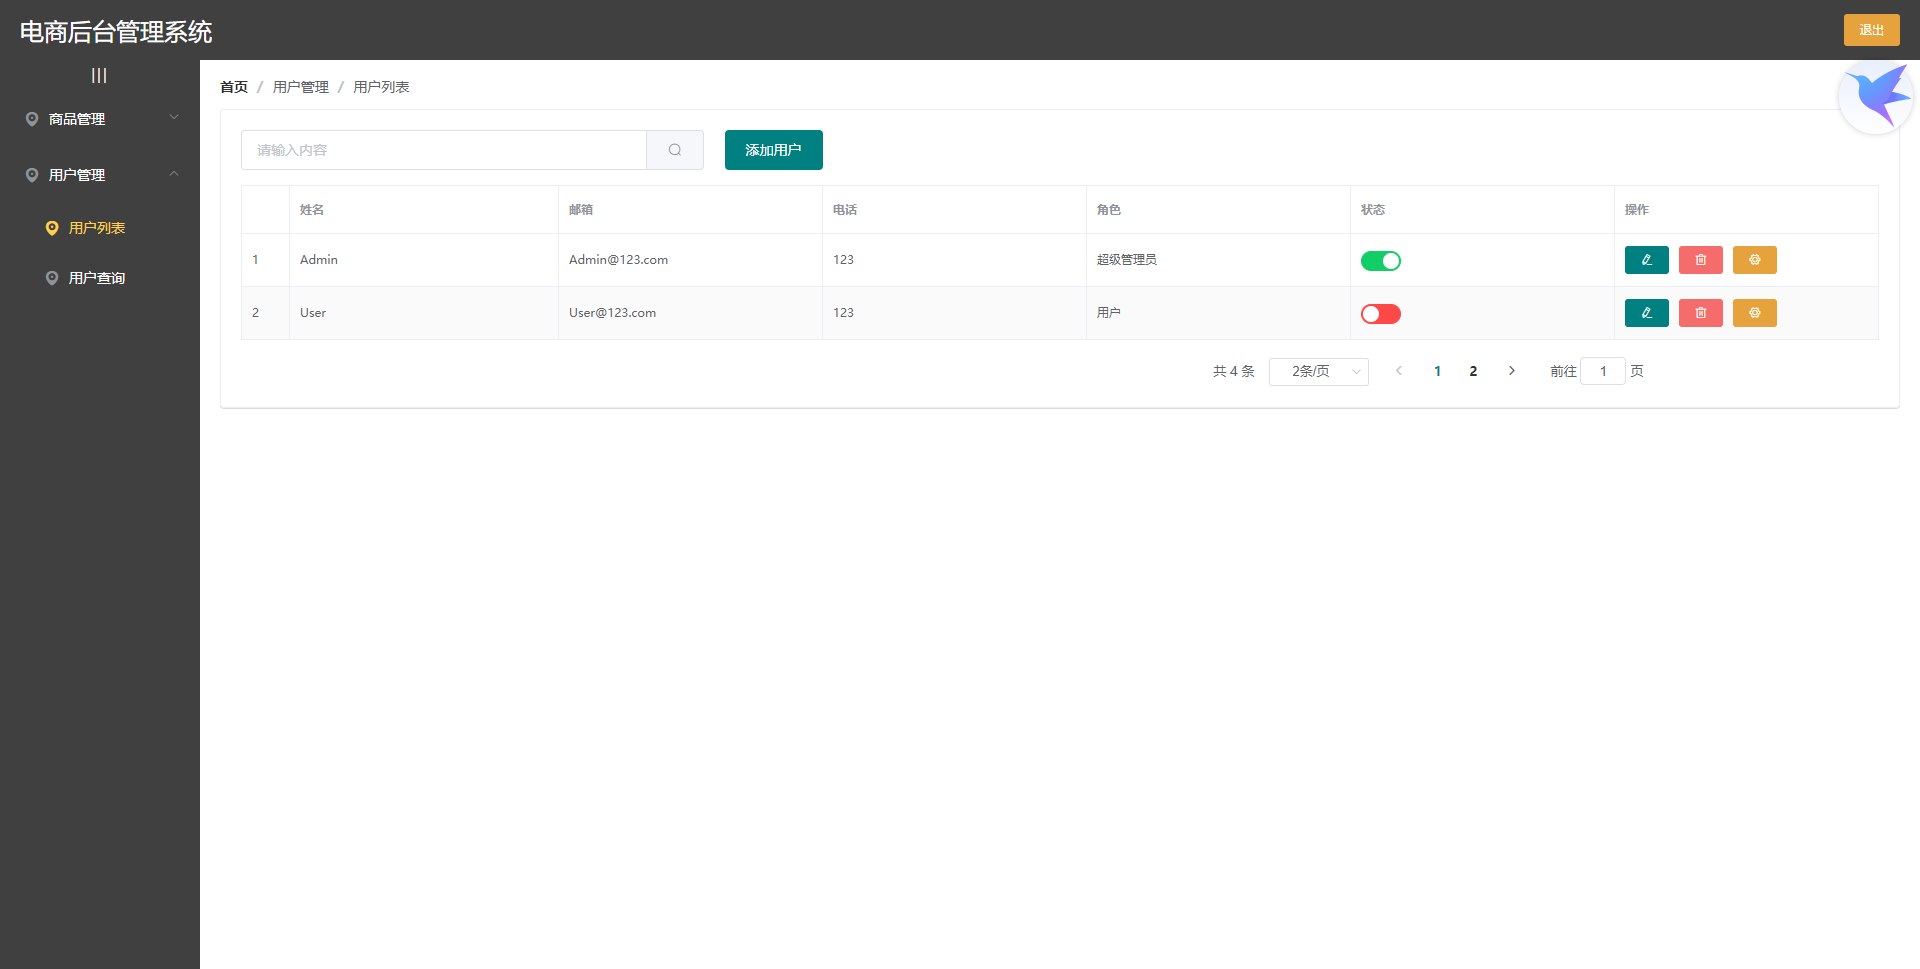 电商后台管理系统
退出
|||
首页 / 用户管理 / 用户列表
商品管理
用户管理
用户列表
用户查询
请输入内容
添加用户
姓名 邮箱 电话 角色 状态 操作
1 Admin Admin@123.com 123 超级管理员
2 User User@123.com 123 用户
共 4 条 2条/页 1 2 前往 1 页